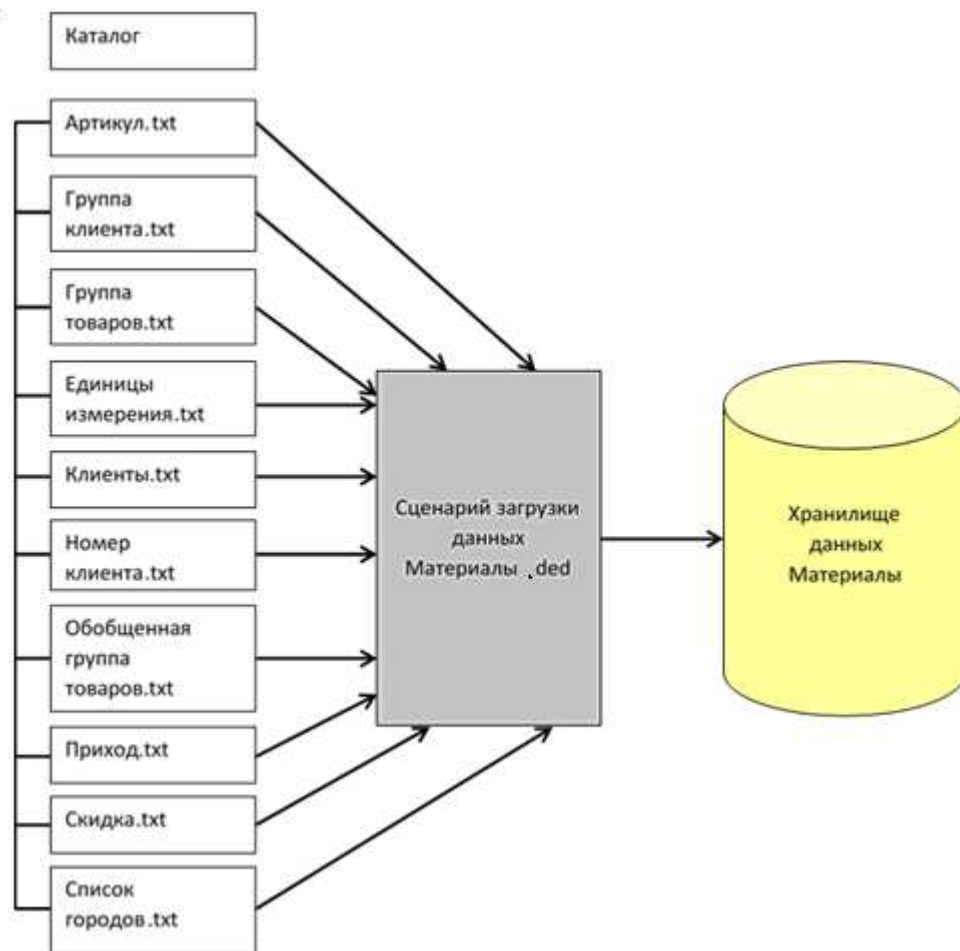 Каталог
Артикул.txt
Группа
клиента.txt
Группа
товаров.txt
Единицы
измерения.txt
Клиенты.txt
Номер
клиента.txt
Обобщенная
группа
товаров.txt
Приход.txt
Скидка.txt
Список
городов.txt
Сценарий загрузки
данных
Материалы .ded
Хранилище
данных
Материалы